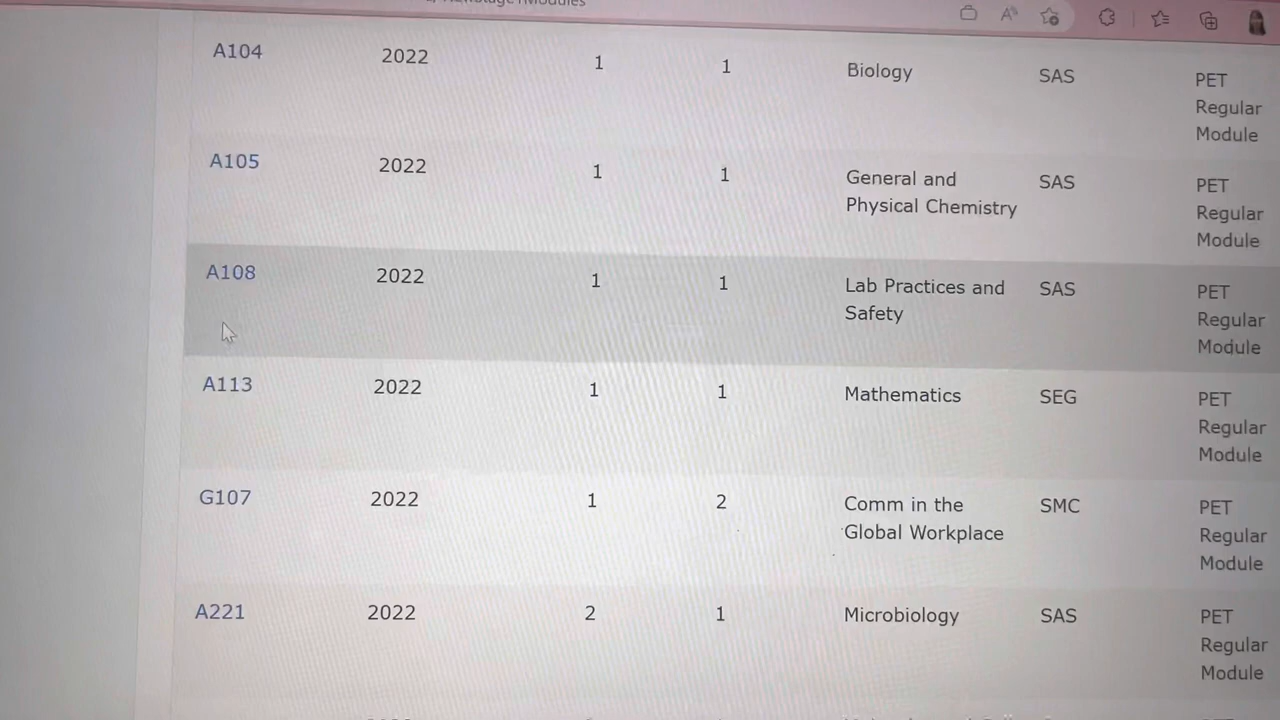 A104 2022 1 1 Biology SAS PET
Regular
Module
A105 2022 1 1 General and SAS PET
Physical Chemistry Regular
Module
A108 2022 1 1 Lab Practices and SAS PET
Safety Regular
Module
A113 2022 1 1 Mathematics SEG PET
Regular
Module
G107 2022 1 2 Comm in the SMC PET
Global Workplace Regular
Module
A221 2022 2 1 Microbiology SAS PET
Regular
Module